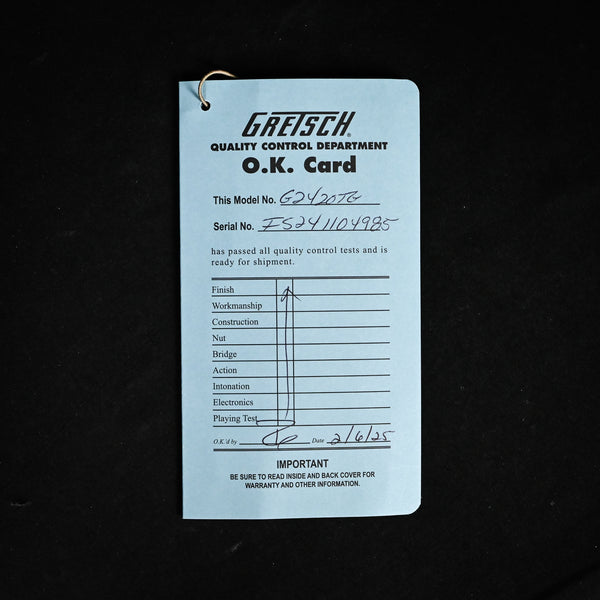 GRETSCH®
QUALITY CONTROL DEPARTMENT
O.K. Card
This Model No. G2420TG
Serial No. IS241104985
has passed all quality control tests and is
ready for shipment.
Finish
Workmanship
Construction
Nut
Bridge
Action
Intonation
Electronics
Playing Test
O.K.'d by Date 2/6/25
IMPORTANT
BE SURE TO READ INSIDE AND BACK COVER FOR
WARRANTY AND OTHER INFORMATION.